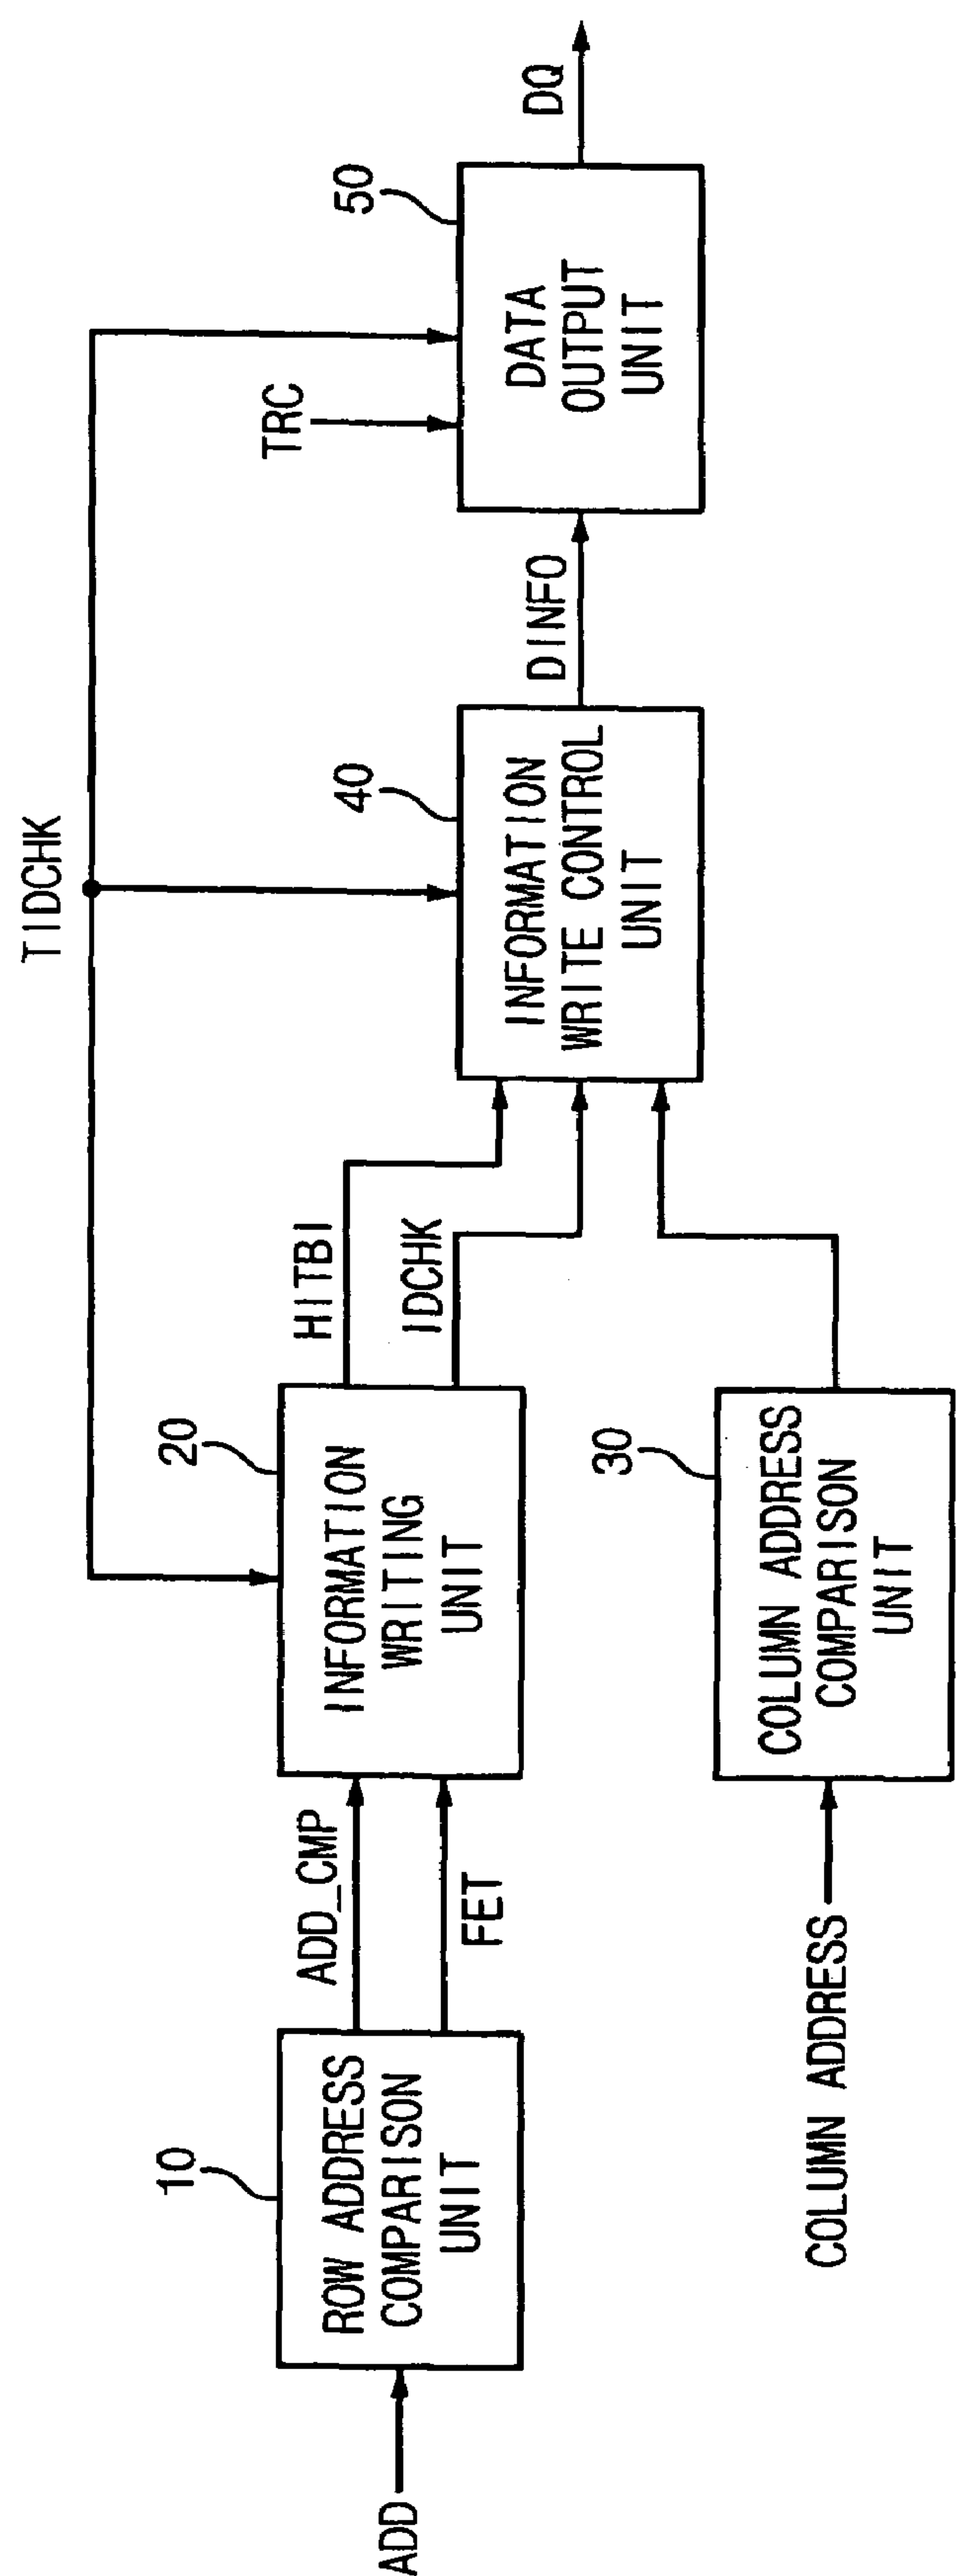 TIDCHK
ADD
10
ROW ADDRESS
COMPARISON
UNIT
ADD_CMP
FET
20
INFORMATION
WRITING
UNIT
HITBI
IDCHK
COLUMN ADDRESS
30
COLUMN ADDRESS
COMPARISON
UNIT
40
INFORMATION
WRITE CONTROL
UNIT
DINFO
TRC
50
DATA
OUTPUT
UNIT
DQ